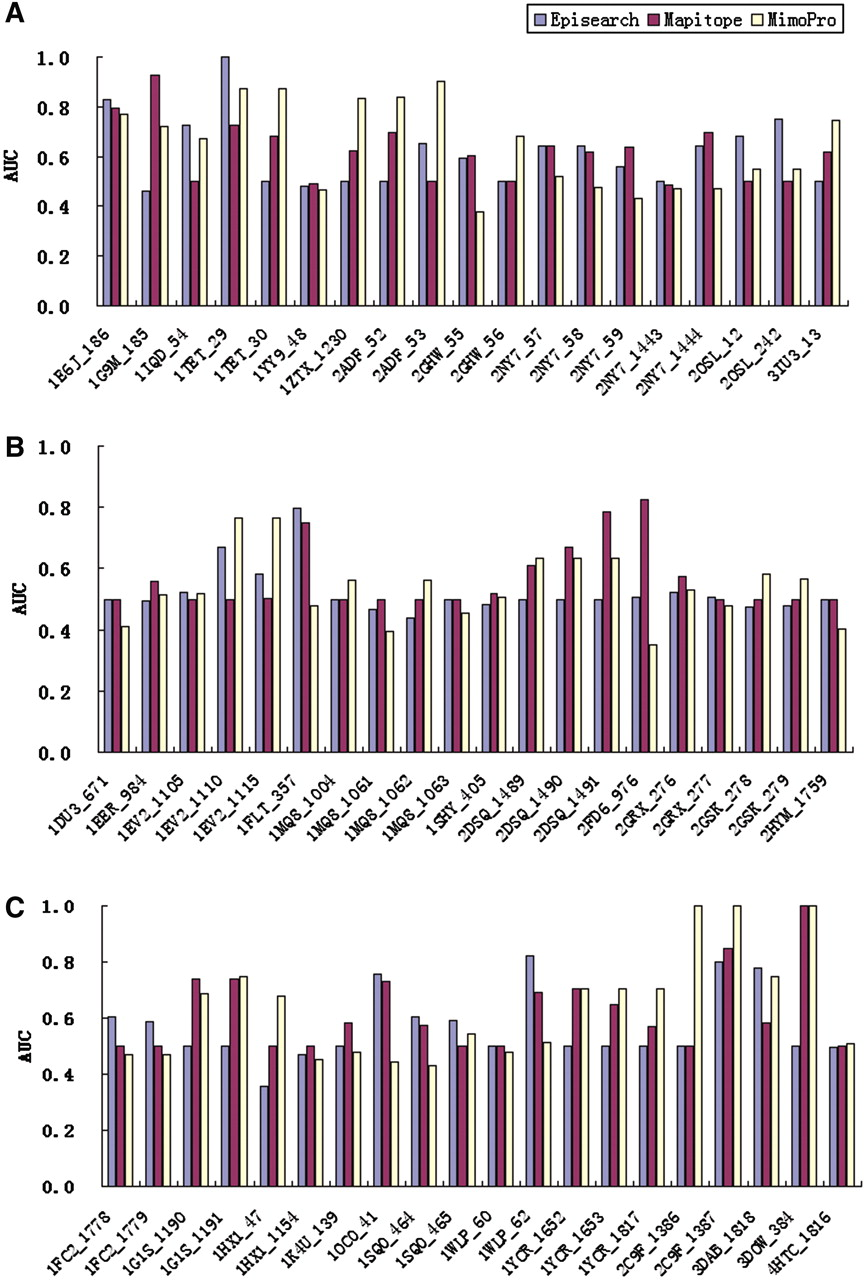 A
Episearch Mapitope MimoPro
1.0
0.8
0.6
0.4
0.2
0.0
AUC
1E6J_186 1G9M_185 1IQD_54 1TET_29 1TET_30 1YY9_48 1ZTX_1230 2ADF_52 2ADF_53 2GHW_55 2GHW_56 2NY7_57 2NY7_58 2NY7_59 2NY7_1443 2NY7_1444 2OSL_12 2OSL_242 3IU3_13
B
1.0
0.8
0.6
0.4
0.2
0.0
AUC
1DU3_671 1EER_984 1EV2_1105 1EV2_1110 1EV2_1115 1FLT_357 1MQ8_1004 1MQ8_1061 1MQ8_1062 1MQ8_1063 1SHY_405 2DSQ_1489 2DSQ_1490 2DSQ_1491 2FD6_976 2GRX_276 2GRX_277 2GSK_278 2GSK_279 2HYM_1759
C
1.0
0.8
0.6
0.4
0.2
0.0
AUC
1FC2_1778 1FC2_1779 1G1S_1190 1G1S_1191 1HX1_47 1HX1_1154 1K4U_139 1OC0_41 1SQ0_464 1SQ0_465 1WLP_60 1WLP_62 1YCR_1652 1YCR_1653 1YCR_1817 2C9F_1386 2C9F_1387 3DAB_1818 3DOW_384 4HTC_1816